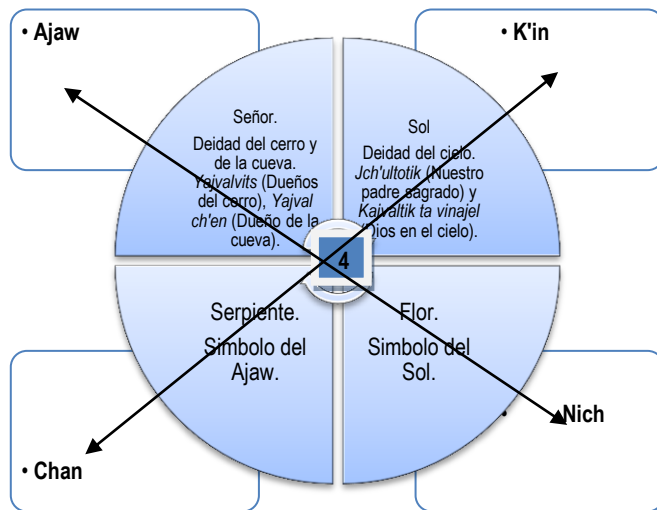 • Ajaw
• K'in
Señor.
Deidad del cerro y
de la cueva.
Yajvalvits (Dueños
del cerro), Yajval
ch'en (Dueño de la
cueva).
Sol
Deidad del cielo.
Jch'ultotik (Nuestro
padre sagrado) y
Kajvaltik ta vinajel
(Dios en el cielo).
4
Serpiente.
Simbolo del
Ajaw.
Flor.
Simbolo del
Sol.
• Chan
• Nich